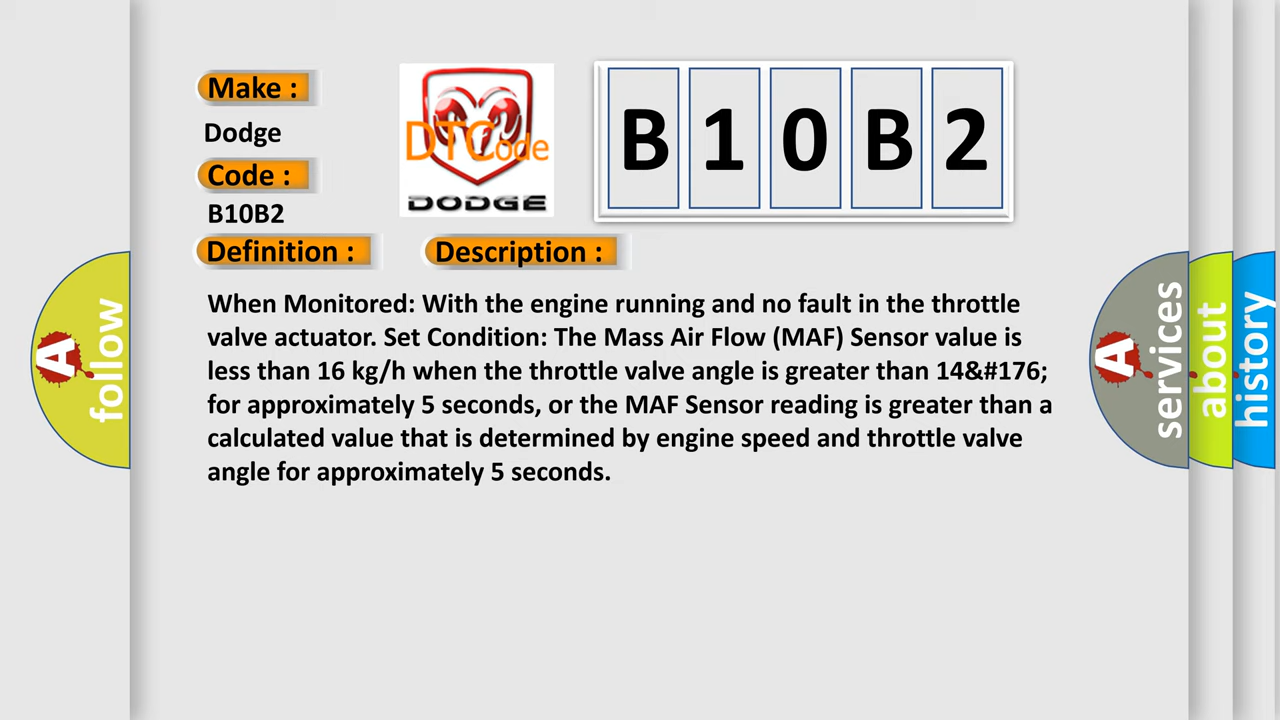 Make :
Dodge
Code :
B10B2
Definition :
Description :
DTCode
DODGE
B10B2
When Monitored: With the engine running and no fault in the throttle
valve actuator. Set Condition: The Mass Air Flow (MAF) Sensor value is
less than 16 kg/h when the throttle valve angle is greater than 14&#176;
for approximately 5 seconds, or the MAF Sensor reading is greater than a
calculated value that is determined by engine speed and throttle valve
angle for approximately 5 seconds.
A follow
A services
about
history